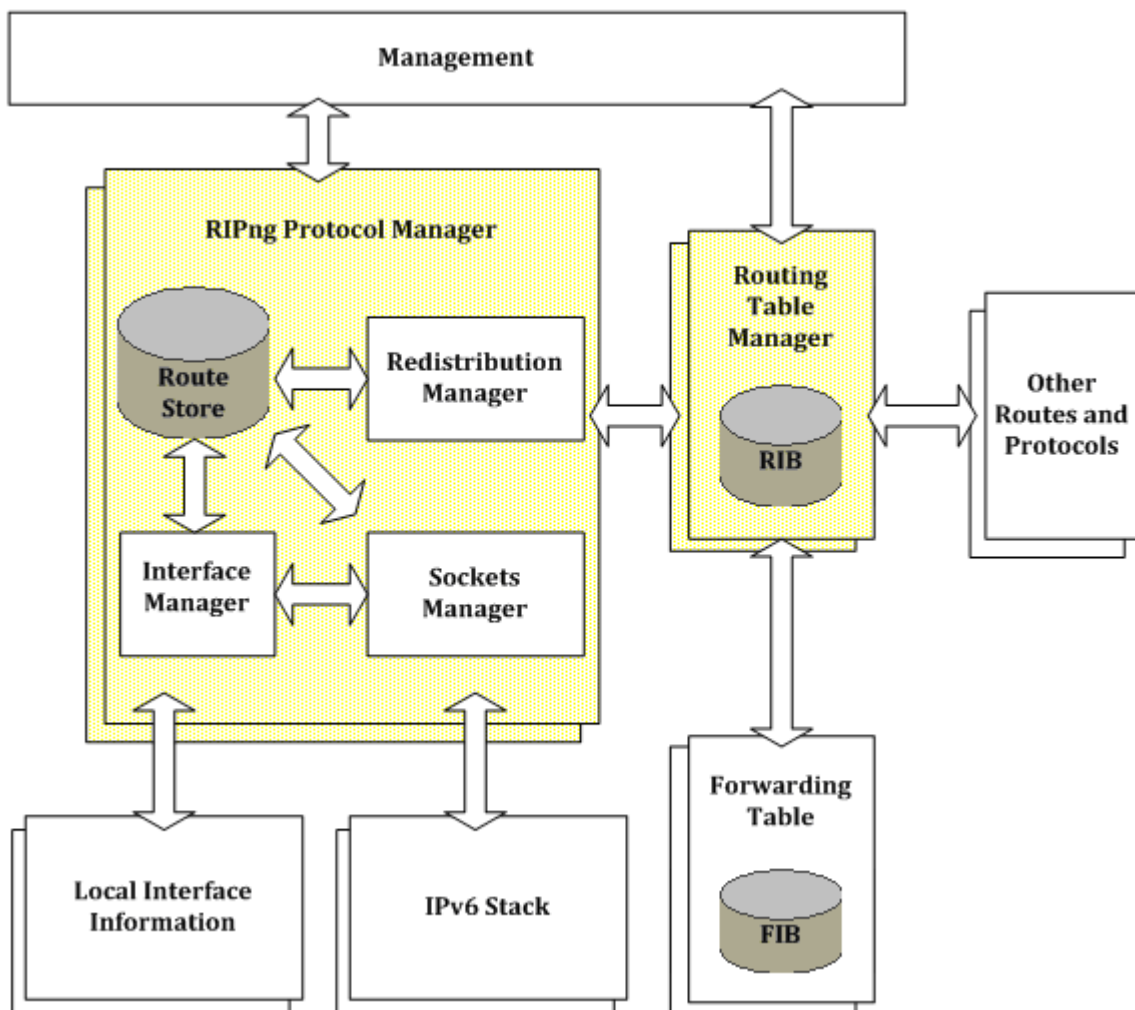 Management
RIPng Protocol Manager
Route
Store
Redistribution
Manager
Interface
Manager
Sockets
Manager
Routing
Table
Manager
RIB
Other
Routes and
Protocols
Local Interface
Information
IPv6 Stack
Forwarding
Table
FIB